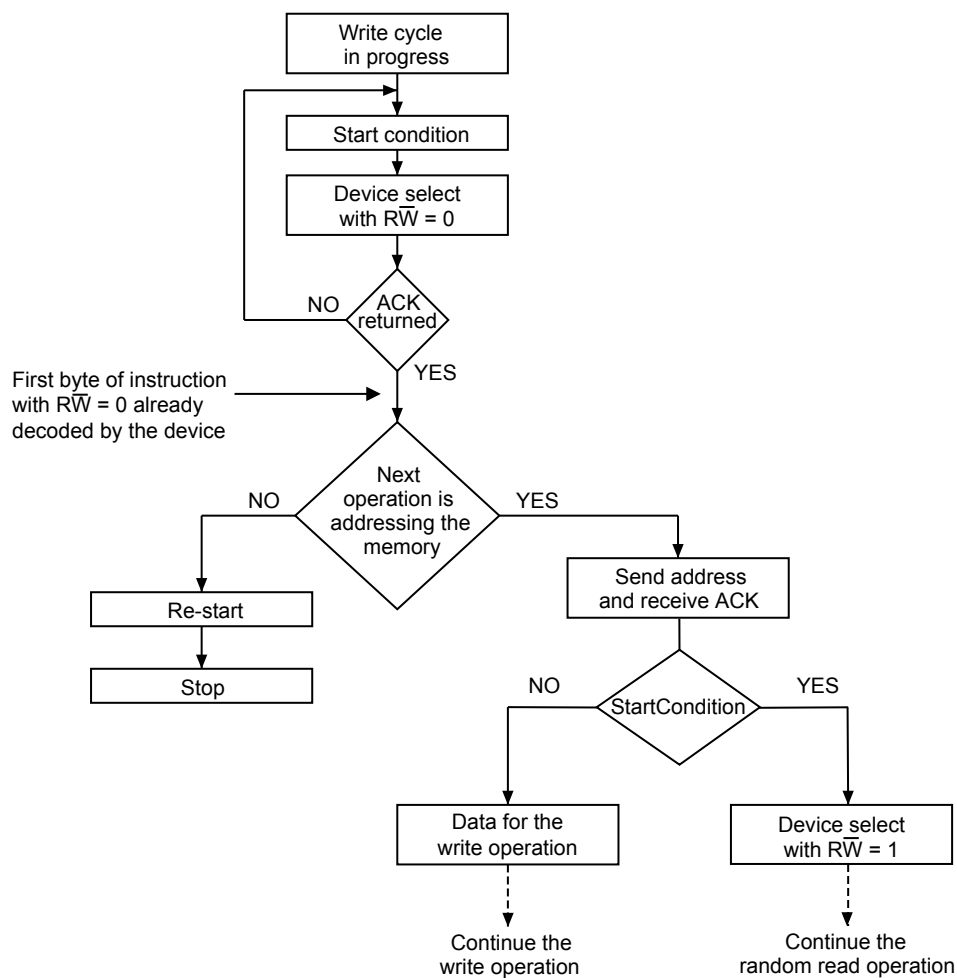 Write cycle
in progress
Start condition
Device select
with RW̅ = 0
NO
ACK
returned
YES
First byte of instruction
with RW̅ = 0 already
decoded by the device
Next
operation is
addressing the
memory
NO
YES
Send address
and receive ACK
Re-start
Stop
NO
StartCondition
YES
Data for the
write operation
Device select
with RW̅ = 1
Continue the
write operation
Continue the
random read operation